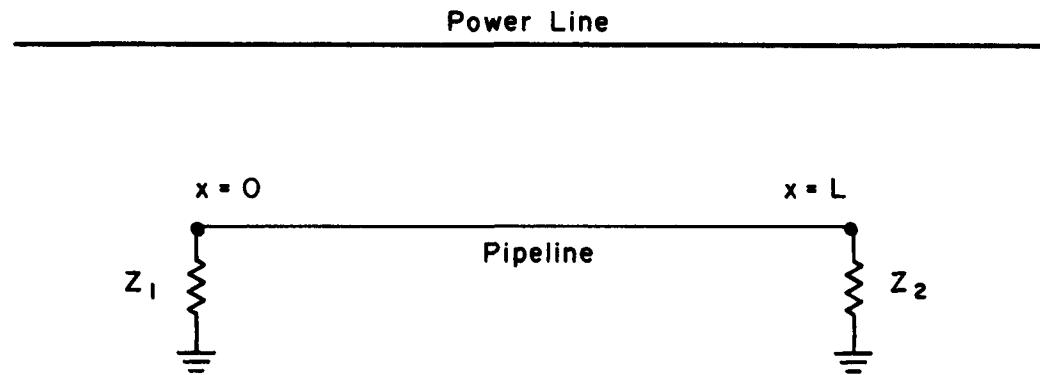 Power Line
x = 0
x = L
Pipeline
Z1
Z2